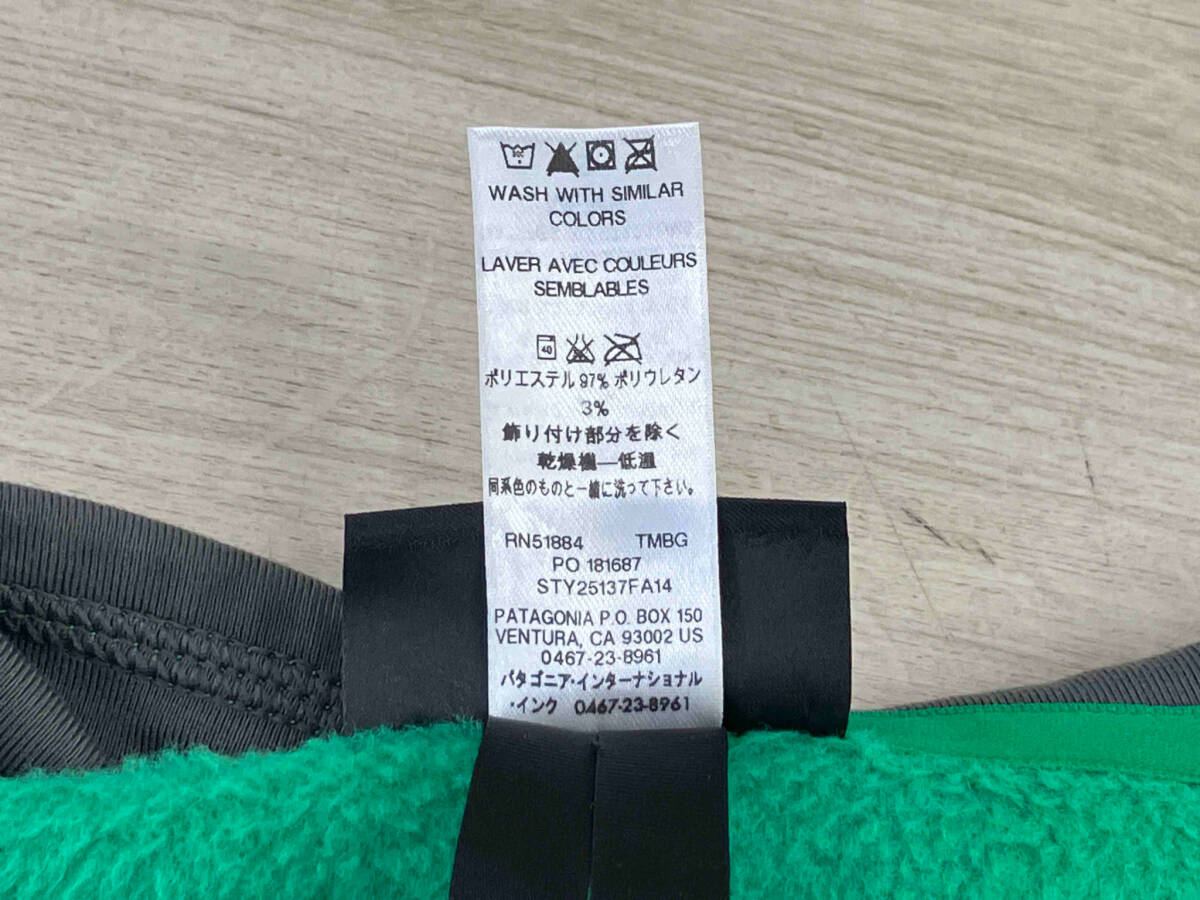 WASH WITH SIMILAR
COLORS
LAVER AVEC COULEURS
SEMBLABLES
40
ポリエステル 97% ポリウレタン
3%
飾り付け部分を除く
乾燥機—低温
同系色のものと一緒に洗って下さい。
RN51884 TMBG
PO 181687
STY25137FA14
PATAGONIA P.O. BOX 150
VENTURA, CA 93002 US
0467-23-8961
パタゴニア・インターナショナル
・インク 0467-23-8961